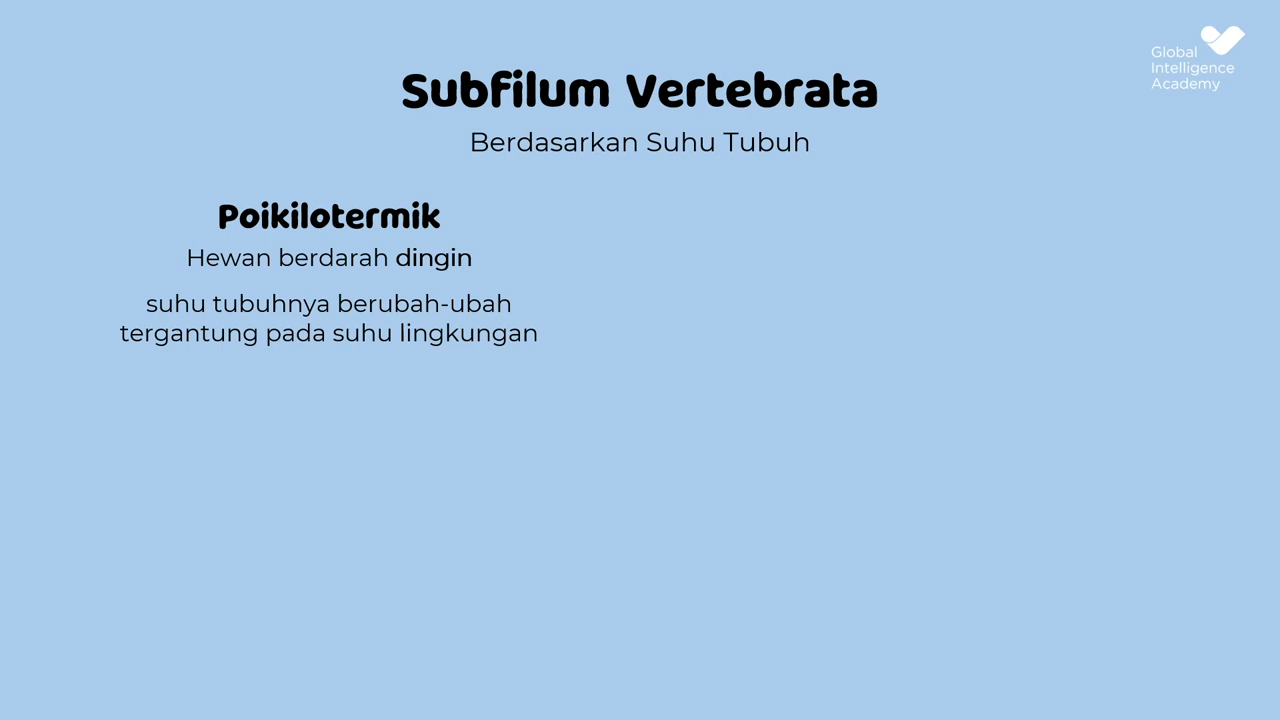 Global
Intelligence
Academy
Subfilum Vertebrata
Berdasarkan Suhu Tubuh
Poikilotermik
Hewan berdarah dingin
suhu tubuhnya berubah-ubah
tergantung pada suhu lingkungan